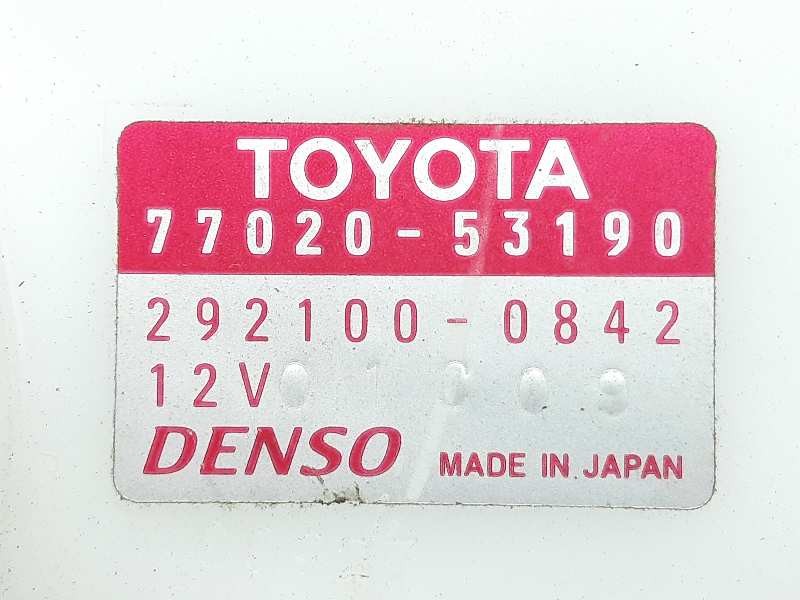 TOYOTA
77020-53190
292100-0842
12V
DENSO MADE IN JAPAN